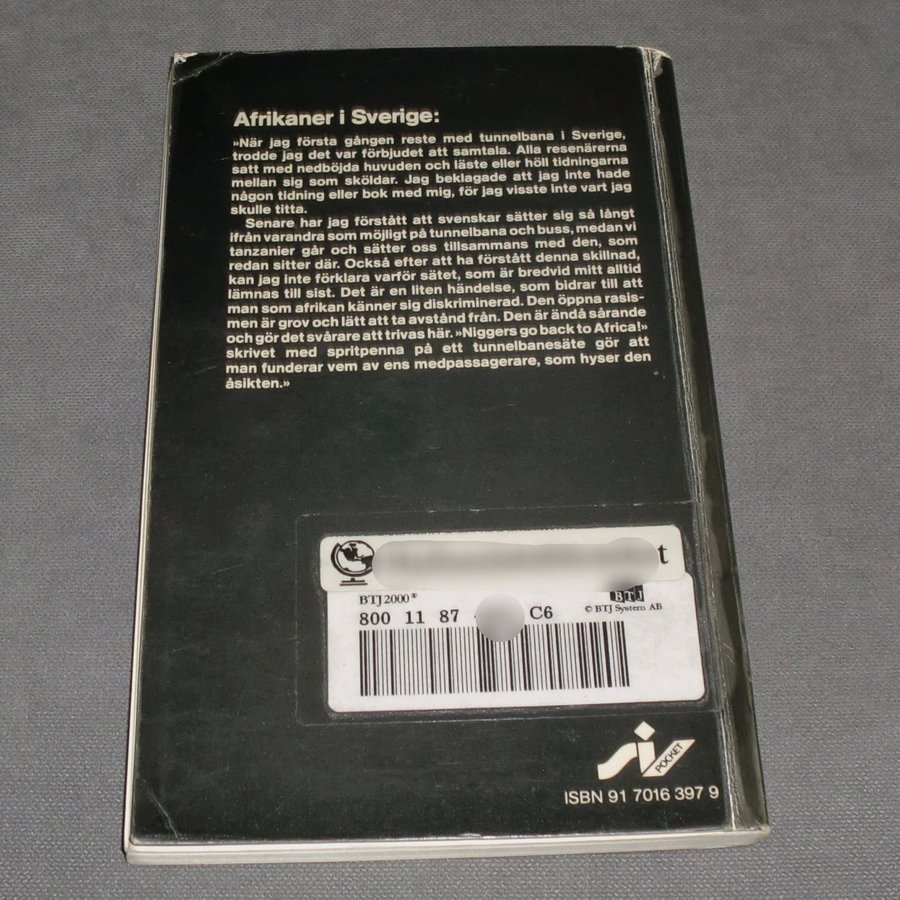 Afrikaner i Sverige:
»När jag första gången reste med tunnelbana i Sverige,
trodde jag det var förbjudet att samtala. Alla resenärerna
satt med nedböjda huvuden och läste eller höll tidningarna
mellan sig som sköldar. Jag beklagade att jag inte hade
någon tidning eller bok med mig, för jag visste inte vart jag
skulle titta.
Senare har jag förstått att svenskar sätter sig så långt
ifrån varandra som möjligt på tunnelbana och buss, medan vi
tanzanier går och sätter oss tillsammans med den, som
redan sitter där. Också efter att ha förstått denna skillnad,
kan jag inte förklara varför sätet, som är bredvid mitt alltid
lämnas till sist. Det är en liten händelse, som bidrar till att
man som afrikan känner sig diskriminerad. Den öppna rasis-
men är grov och lätt att ta avstånd från. Den är ändå sårande
och gör det svårare att trivas här. »Niggers go back to Africa!»
skrivet med spritpenna på ett tunnelbanesäte gör att
man funderar vem av ens medpassagerare, som hyser den
åsikten.»
t
BTJ2000®
BTJ
800 11 87 C6
© BTJ System AB
siv
POCKET
ISBN 91 7016 397 9